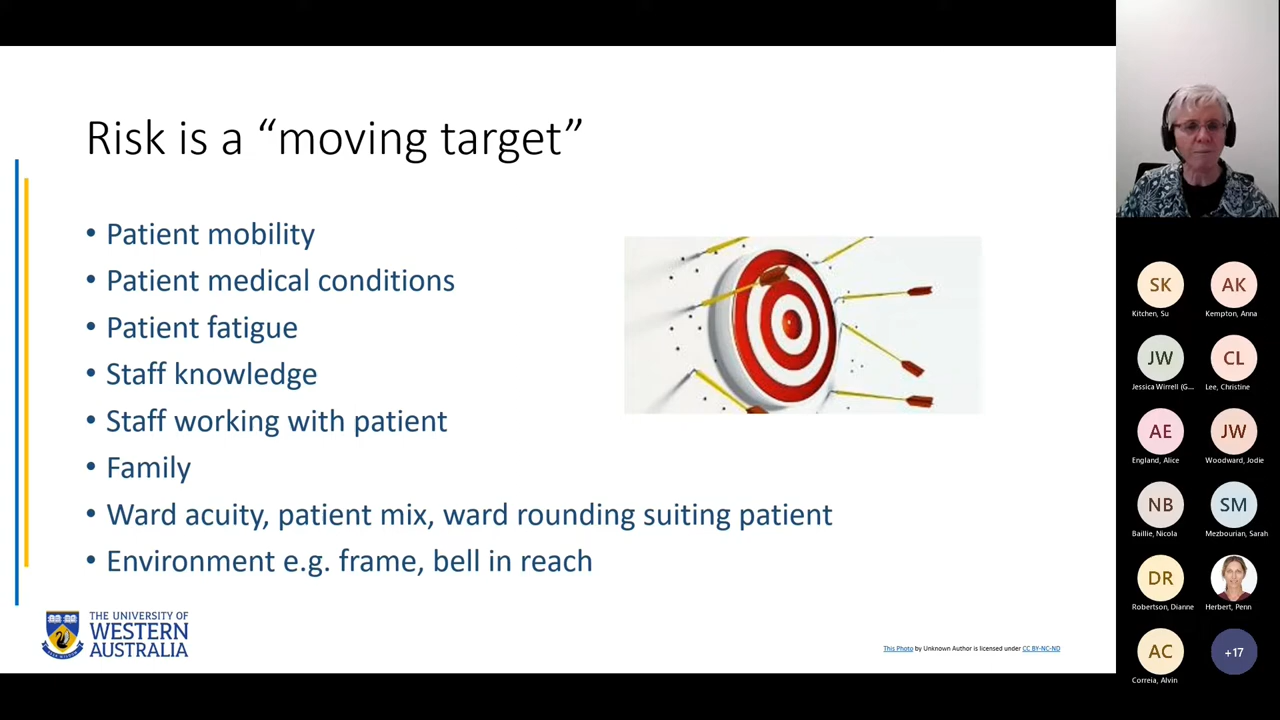 Risk is a “moving target”
• Patient mobility
• Patient medical conditions
• Patient fatigue
• Staff knowledge
• Staff working with patient
• Family
• Ward acuity, patient mix, ward rounding suiting patient
• Environment e.g. frame, bell in reach
THE UNIVERSITY OF
WESTERN
AUSTRALIA
This Photo by Unknown Author is licensed under CC BY-NC-ND
SK
Kitchen, Su
AK
Kempton, Anna
JW
Jessica Wirrell (G...
CL
Lee, Christine
AE
England, Alice
JW
Woodward, Jodie
NB
Baillie, Nicola
SM
Mezbourian, Sarah
DR
Robertson, Dianne
Herbert, Penn
AC
Correia, Alvin
+17